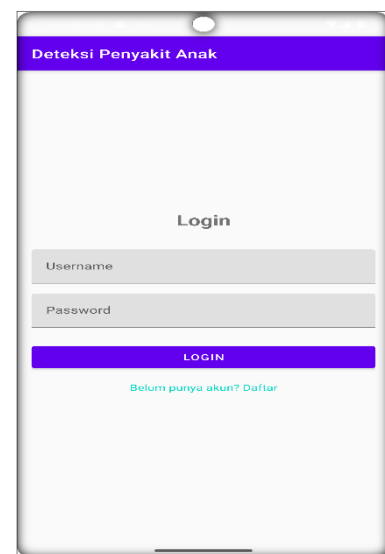 Deteksi Penyakit Anak
Login
Username
Password
LOGIN
Belum punya akun? Daftar